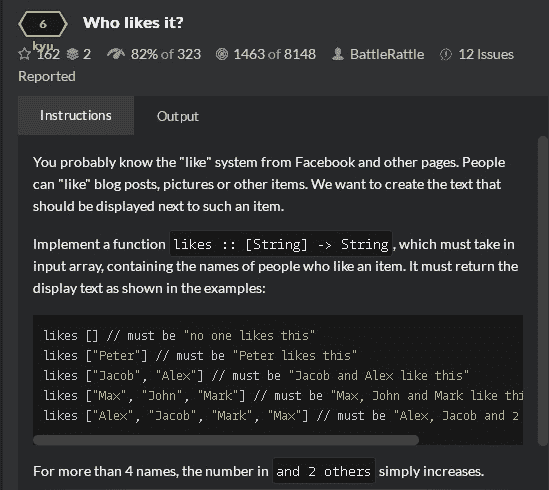 6 kyu Who likes it?
162 2 82% of 323 1463 of 8148 BattleRattle 12 Issues
Reported
Instructions Output
You probably know the "like" system from Facebook and other pages. People
can "like" blog posts, pictures or other items. We want to create the text that
should be displayed next to such an item.
Implement a function likes :: [String] -> String, which must take in
input array, containing the names of people who like an item. It must return the
display text as shown in the examples:
likes [] // must be "no one likes this"
likes ["Peter"] // must be "Peter likes this"
likes ["Jacob", "Alex"] // must be "Jacob and Alex like this"
likes ["Max", "John", "Mark"] // must be "Max, John and Mark like thi
likes ["Alex", "Jacob", "Mark", "Max"] // must be "Alex, Jacob and 2
For more than 4 names, the number in and 2 others simply increases.